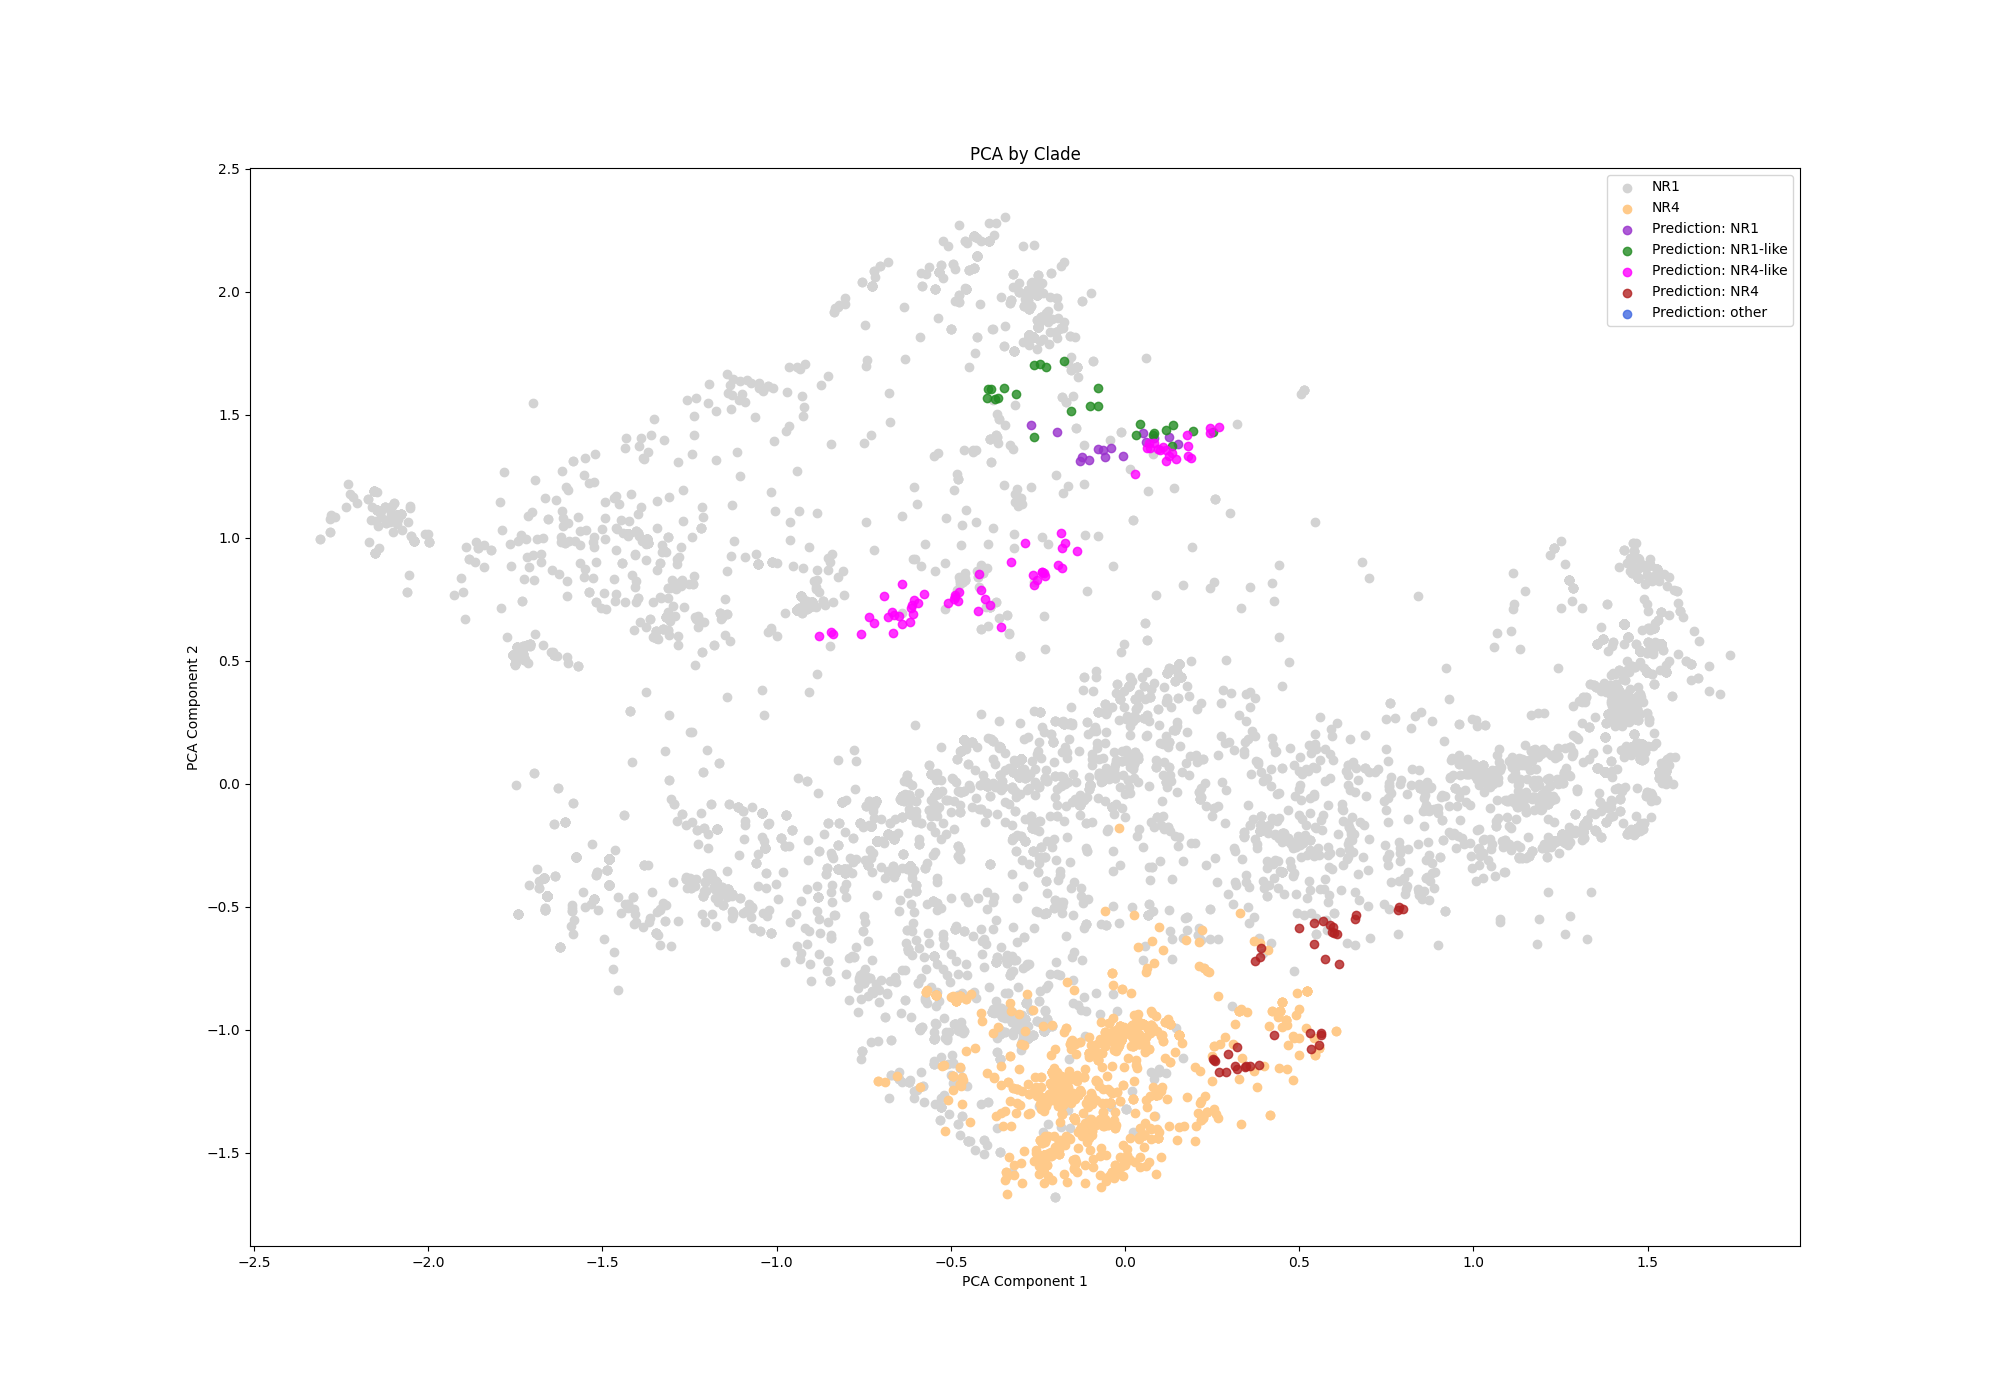 PCA by Clade
NR1
NR4
Prediction: NR1
Prediction: NR1-like
Prediction: NR4-like
Prediction: NR4
Prediction: other
PCA Component 2
2.5
2.0
1.5
1.0
0.5
0.0
−0.5
−1.0
−1.5
−2.5
−2.0
−1.5
−1.0
−0.5
0.0
0.5
1.0
1.5
PCA Component 1